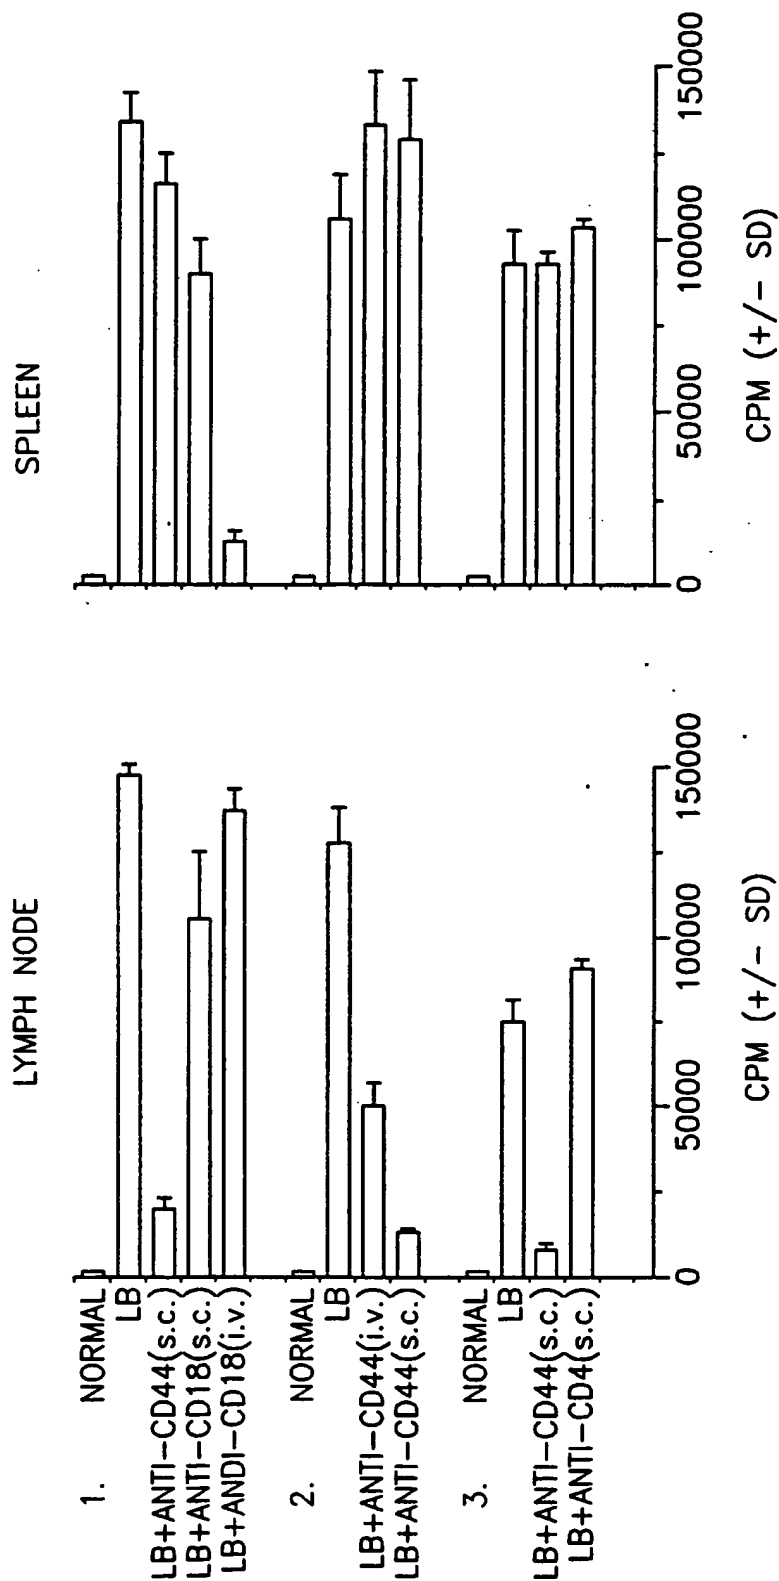 LYMPH NODE
SPLEEN
1. NORMAL
LB
LB+ANTI-CD44(s.c.)
LB+ANTI-CD18(s.c.)
LB+ANDI-CD18(i.v.)
2. NORMAL
LB
LB+ANTI-CD44(i.v.)
LB+ANTI-CD44(s.c.)
3. NORMAL
LB
LB+ANTI-CD44(s.c.)
LB+ANTI-CD4(s.c.)
0 50000 100000 150000
CPM (+/- SD)
0 50000 100000 150000
CPM (+/- SD)